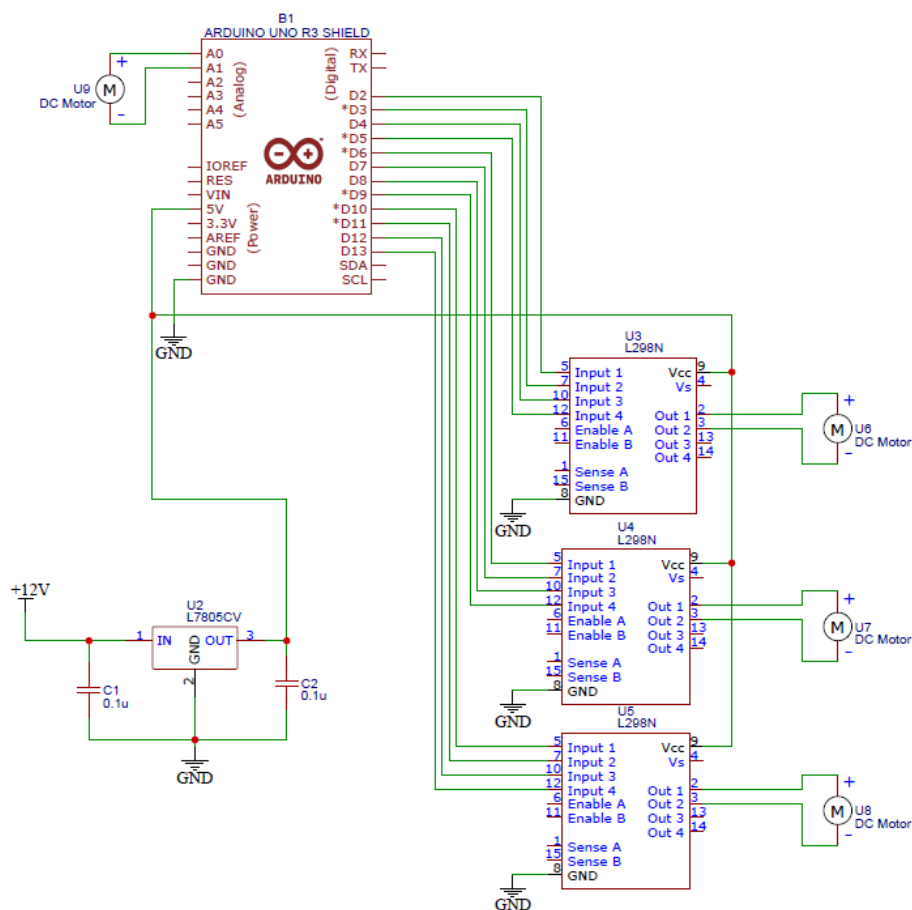 B1
ARDUINO UNO R3 SHIELD
A0 RX
A1 TX
A2
A3 D2
A4 *D3
A5 D4
*D5
*D6
IOREF D7
RES D8
VIN *D9
5V *D10
3.3V *D11
AREF D12
GND D13
GND SDA
GND SCL
(Analog)
(Digital)
(Power)
ARDUINO
+
U9
DC Motor
M
-
GND
U3
L298N
5 Input 1 Vcc 9
7 Input 2 Vs 4
10 Input 3
12 Input 4 Out 1 2
6 Enable A Out 2 3
11 Enable B Out 3 13
Out 4 14
1 Sense A
15 Sense B
8 GND
GND
+
M
U6
DC Motor
-
U4
L298N
5 Input 1 Vcc 9
7 Input 2 Vs 4
10 Input 3
12 Input 4 Out 1 2
6 Enable A Out 2 3
11 Enable B Out 3 13
Out 4 14
1 Sense A
15 Sense B
8 GND
GND
+
M
U7
DC Motor
-
U5
L298N
5 Input 1 Vcc 9
7 Input 2 Vs 4
10 Input 3
12 Input 4 Out 1 2
6 Enable A Out 2 3
11 Enable B Out 3 13
Out 4 14
1 Sense A
15 Sense B
8 GND
GND
+
M
U8
DC Motor
-
+12V
U2
L7805CV
1 IN OUT 3
GND
2
C1
0.1u
C2
0.1u
GND